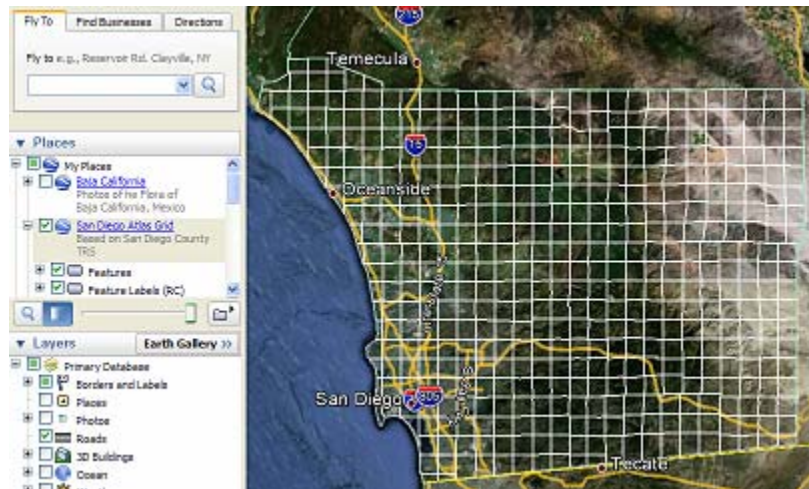 Fly To Find Businesses Directions
Fly to e.g., Reservoir Rd. Clayville, NY
Places
My Places
Baja California
Photos of the Flora of
Baja California, Mexico
San Diego Atlas Grid
Based on San Diego County
TRS
Features
Feature Labels (RC)
Layers Earth Gallery >>
Primary Database
Borders and Labels
Places
Photos
Roads
3D Buildings
Ocean
215
Temecula
15
Oceanside
San Diego
805
Tecate